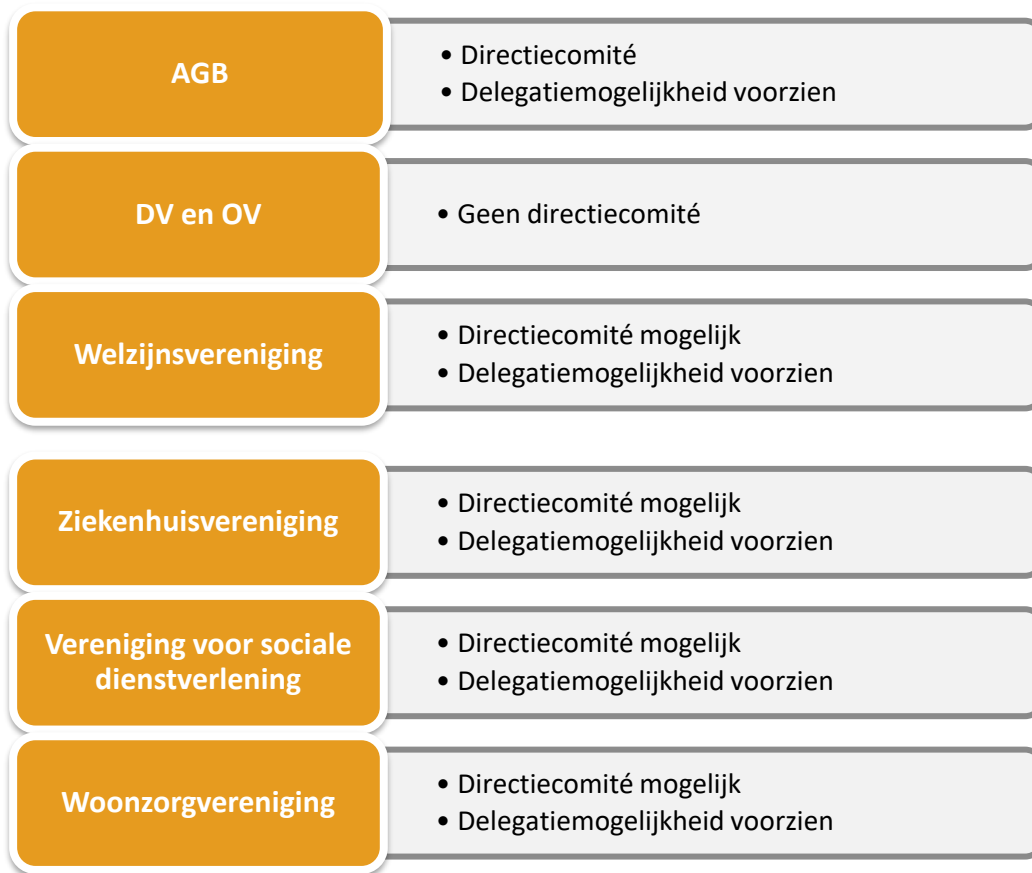 AGB
• Directiecomité
• Delegatiemogelijkheid voorzien
DV en OV
• Geen directiecomité
Welzijnsvereniging
• Directiecomité mogelijk
• Delegatiemogelijkheid voorzien
Ziekenhuisvereniging
• Directiecomité mogelijk
• Delegatiemogelijkheid voorzien
Vereniging voor sociale
dienstverlening
• Directiecomité mogelijk
• Delegatiemogelijkheid voorzien
Woonzorgvereniging
• Directiecomité mogelijk
• Delegatiemogelijkheid voorzien